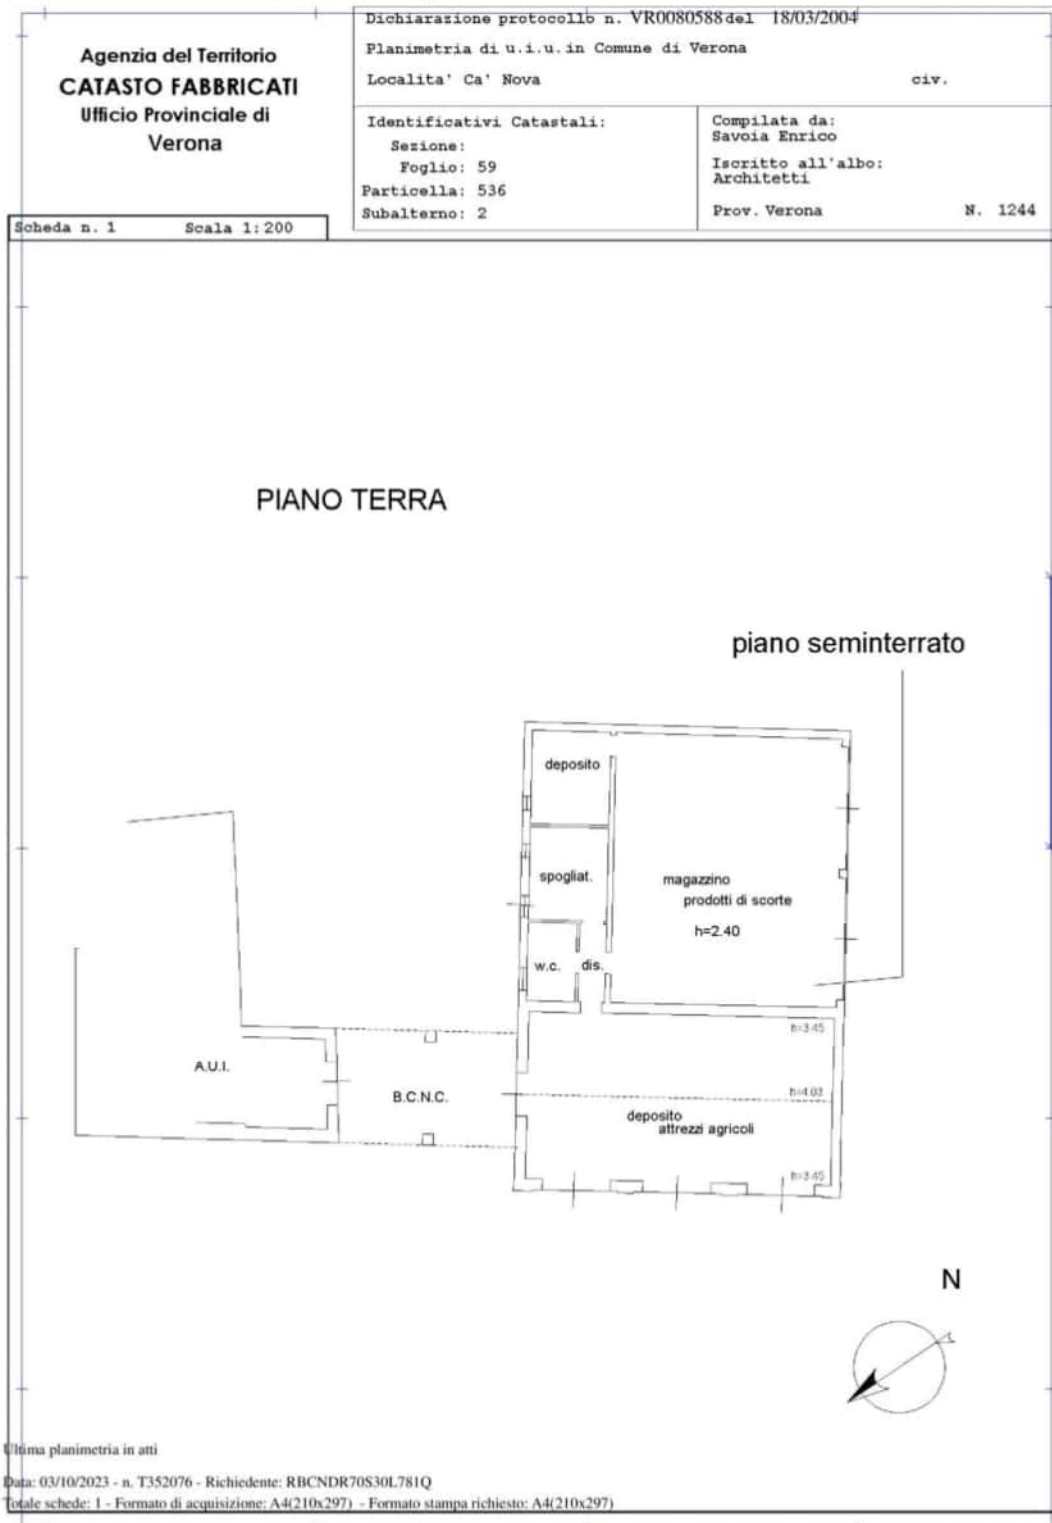 Agenzia del Territorio
CATASTO FABBRICATI
Ufficio Provinciale di
Verona
Dichiarazione protocollo n. VR0080588 del 18/03/2004
Planimetria di u.i.u. in Comune di Verona
Localita' Ca' Nova civ.
Identificativi Catastali:
Sezione:
Foglio: 59
Particella: 536
Subalterno: 2
Compilata da:
Savoia Enrico
Iscritto all'albo:
Architetti
Prov. Verona N. 1244
Scheda n. 1 Scala 1:200
PIANO TERRA
piano seminterrato
deposito
spogliat.
magazzino
prodotti di scorte
h=2.40
w.c. dis.
h=3.45
A.U.I.
B.C.N.C.
h=4.03
deposito
attrezzi agricoli
h=3.45
N
Ultima planimetria in atti
Data: 03/10/2023 - n. T352076 - Richiedente: RBCNDR70S30L781Q
Totale schede: 1 - Formato di acquisizione: A4(210x297) - Formato stampa richiesto: A4(210x297)